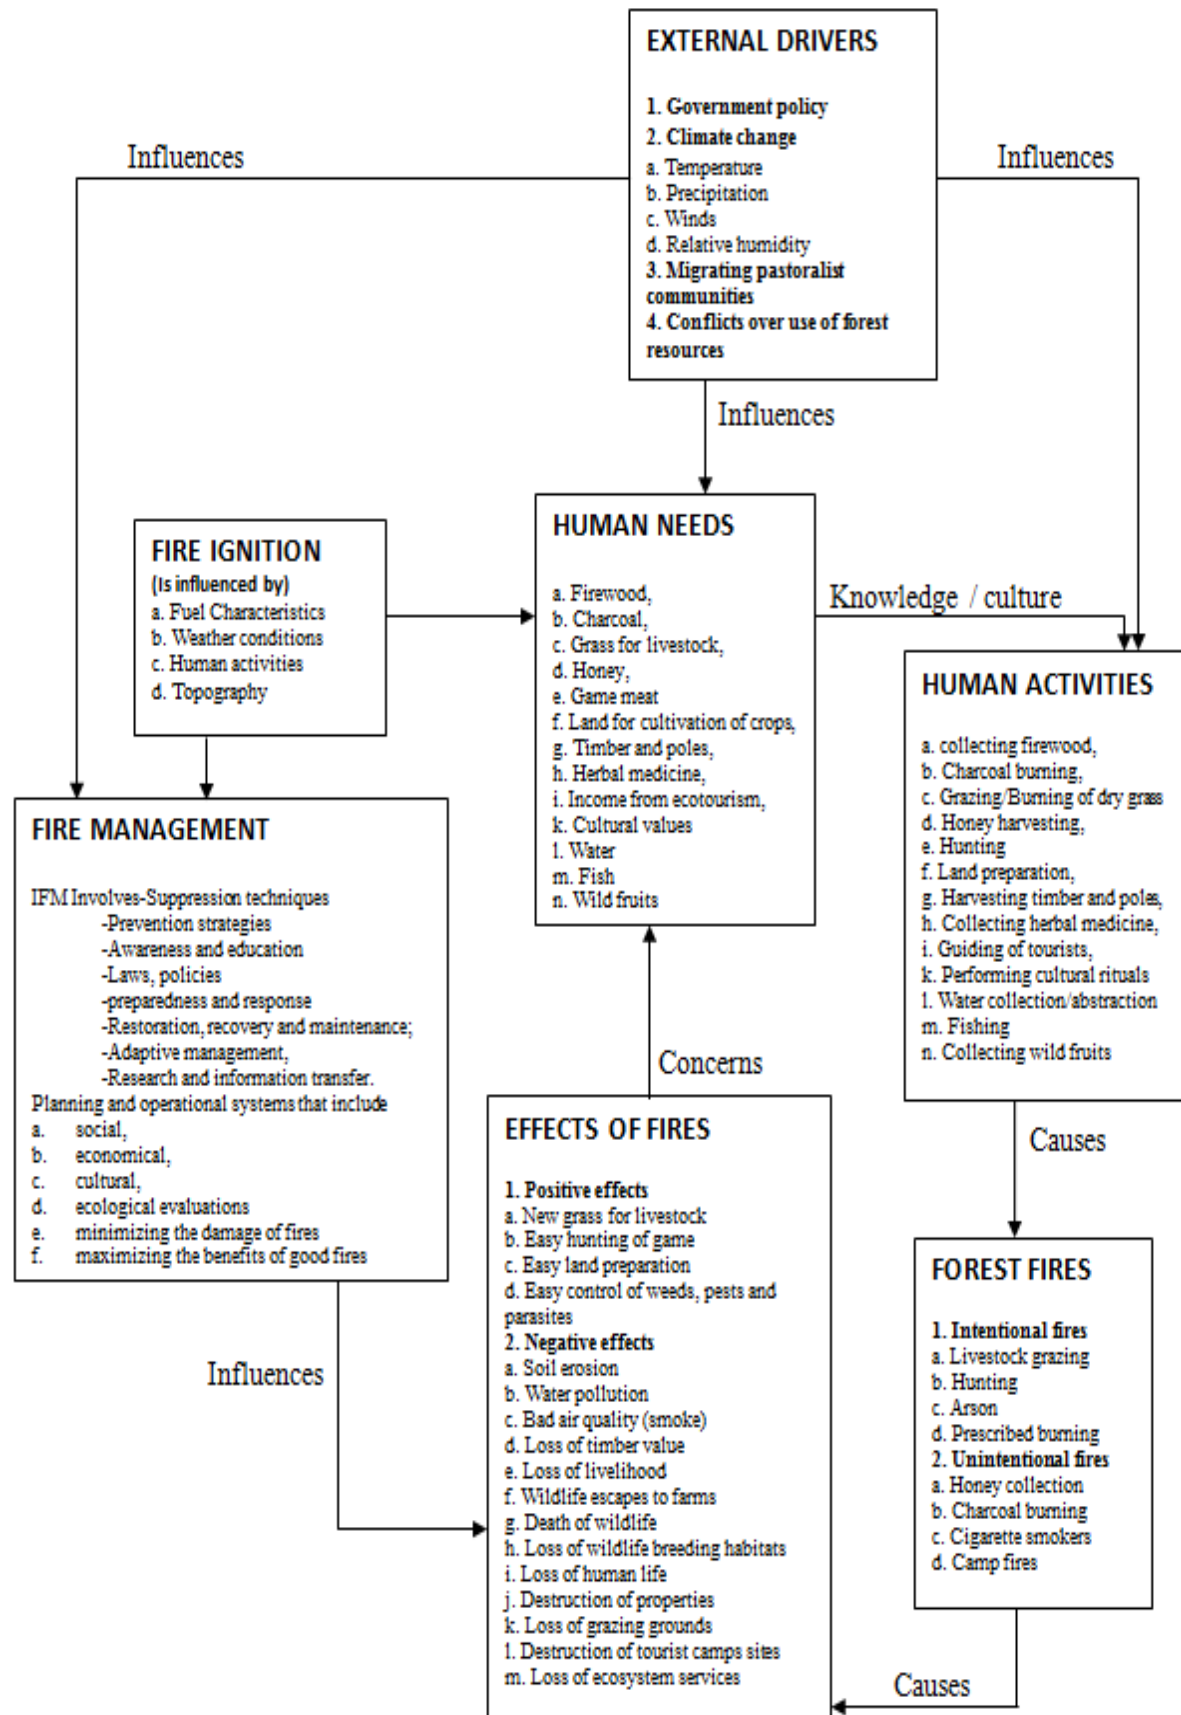 EXTERNAL DRIVERS
1. Government policy
2. Climate change
a. Temperature
b. Precipitation
c. Winds
d. Relative humidity
3. Migrating pastoralist
communities
4. Conflicts over use of forest
resources
Influences
Influences
Influences
FIRE IGNITION
(Is influenced by)
a. Fuel Characteristics
b. Weather conditions
c. Human activities
d. Topography
HUMAN NEEDS
a. Firewood,
b. Charcoal,
c. Grass for livestock,
d. Honey,
e. Game meat
f. Land for cultivation of crops,
g. Timber and poles,
h. Herbal medicine,
i. Income from ecotourism,
k. Cultural values
l. Water
m. Fish
n. Wild fruits
Knowledge / culture
HUMAN ACTIVITIES
a. collecting firewood,
b. Charcoal burning,
c. Grazing/Burning of dry grass
d. Honey harvesting,
e. Hunting
f. Land preparation,
g. Harvesting timber and poles,
h. Collecting herbal medicine,
i. Guiding of tourists,
k. Performing cultural rituals
l. Water collection/abstraction
m. Fishing
n. Collecting wild fruits
FIRE MANAGEMENT
IFM Involves-Suppression techniques
-Prevention strategies
-Awareness and education
-Laws, policies
-preparedness and response
-Restoration, recovery and maintenance;
-Adaptive management,
-Research and information transfer.
Planning and operational systems that include
a. social,
b. economical,
c. cultural,
d. ecological evaluations
e. minimizing the damage of fires
f. maximizing the benefits of good fires
Concerns
Causes
EFFECTS OF FIRES
1. Positive effects
a. New grass for livestock
b. Easy hunting of game
c. Easy land preparation
d. Easy control of weeds, pests and
parasites
2. Negative effects
a. Soil erosion
b. Water pollution
c. Bad air quality (smoke)
d. Loss of timber value
e. Loss of livelihood
f. Wildlife escapes to farms
g. Death of wildlife
h. Loss of wildlife breeding habitats
i. Loss of human life
j. Destruction of properties
k. Loss of grazing grounds
l. Destruction of tourist camps sites
m. Loss of ecosystem services
Influences
FOREST FIRES
1. Intentional fires
a. Livestock grazing
b. Hunting
c. Arson
d. Prescribed burning
2. Unintentional fires
a. Honey collection
b. Charcoal burning
c. Cigarette smokers
d. Camp fires
Causes